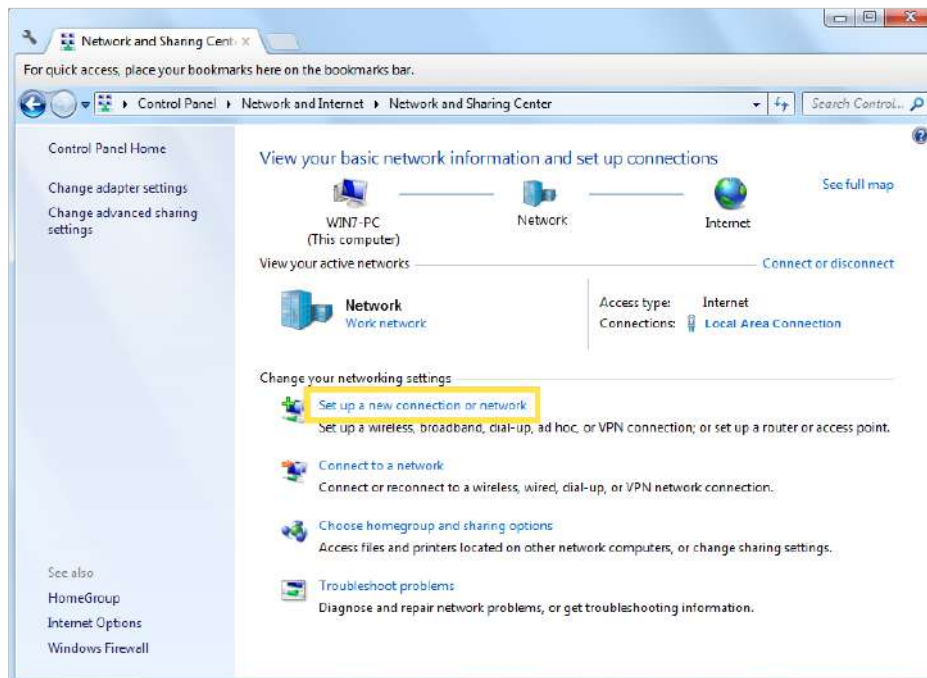 Network and Sharing Cent
For quick access, place your bookmarks here on the bookmarks bar.
Control Panel Network and Internet Network and Sharing Center
Search Control...
Control Panel Home
Change adapter settings
Change advanced sharing
settings
View your basic network information and set up connections
See full map
WIN7-PC
(This computer)
Network
Internet
View your active networks
Connect or disconnect
Network
Work network
Access type: Internet
Connections: Local Area Connection
Change your networking settings
Set up a new connection or network
Set up a wireless, broadband, dial-up, ad hoc, or VPN connection; or set up a router or access point.
Connect to a network
Connect or reconnect to a wireless, wired, dial-up, or VPN network connection.
Choose homegroup and sharing options
Access files and printers located on other network computers, or change sharing settings.
Troubleshoot problems
Diagnose and repair network problems, or get troubleshooting information.
See also
HomeGroup
Internet Options
Windows Firewall